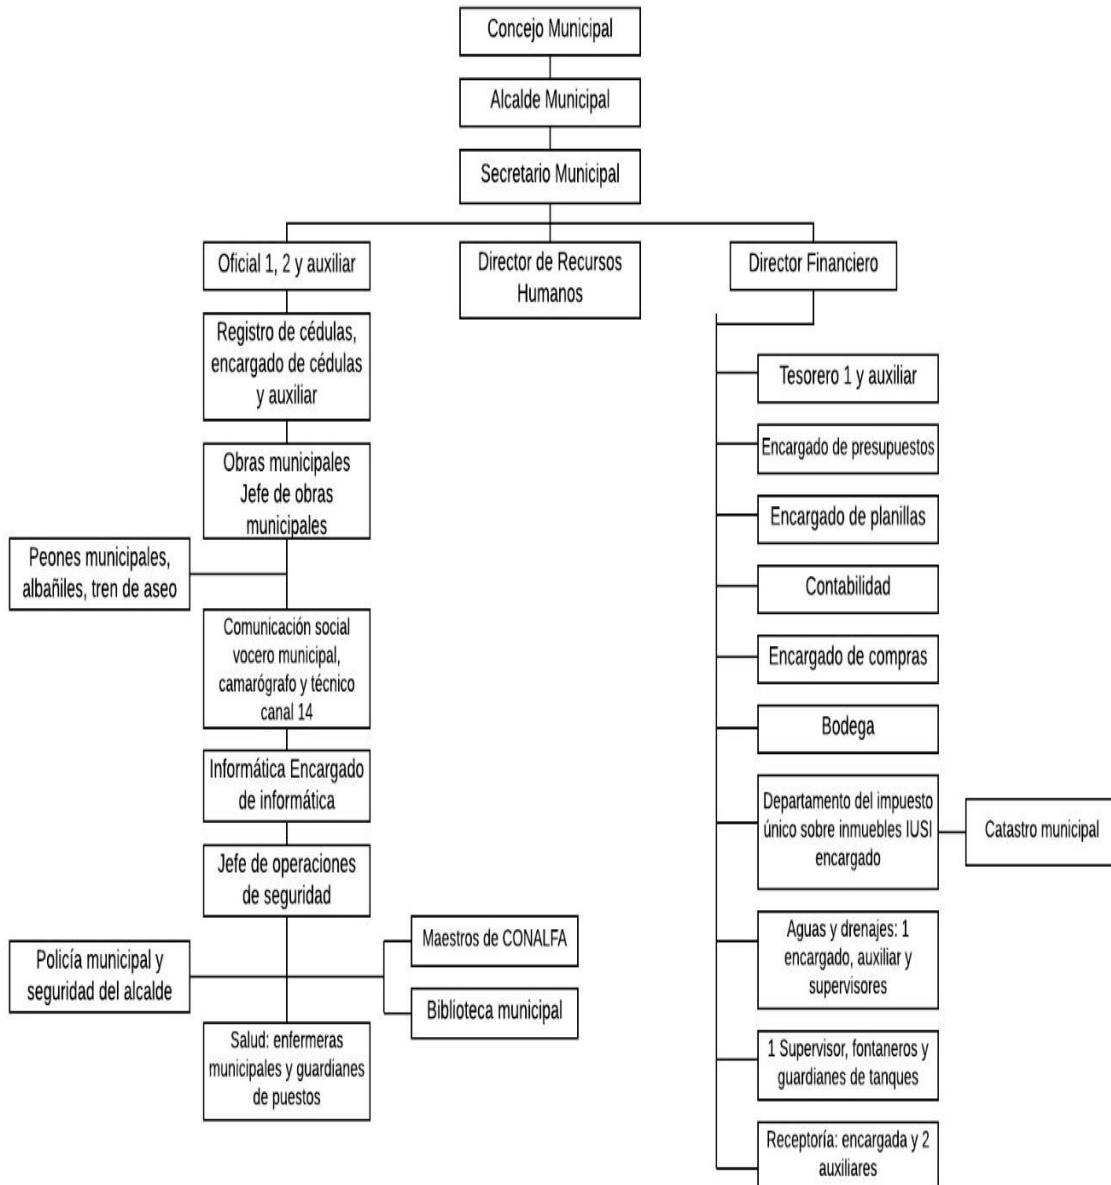 Concejo Municipal
Alcalde Municipal
Secretario Municipal
Oficial 1, 2 y auxiliar
Director de Recursos
Humanos
Director Financiero
Registro de cédulas,
encargado de cédulas
y auxiliar
Obras municipales
Jefe de obras
municipales
Peones municipales,
albañiles, tren de aseo
Comunicación social
vocero municipal,
camarógrafo y técnico
canal 14
Informática Encargado
de informática
Jefe de operaciones
de seguridad
Policía municipal y
seguridad del alcalde
Maestros de CONALFA
Biblioteca municipal
Salud: enfermeras
municipales y guardianes
de puestos
Tesorero 1 y auxiliar
Encargado de presupuestos
Encargado de planillas
Contabilidad
Encargado de compras
Bodega
Departamento del impuesto
único sobre inmuebles IUSI
encargado
Catastro municipal
Aguas y drenajes: 1
encargado, auxiliar y
supervisores
1 Supervisor, fontaneros y
guardianes de tanques
Receptoría: encargada y 2
auxiliares